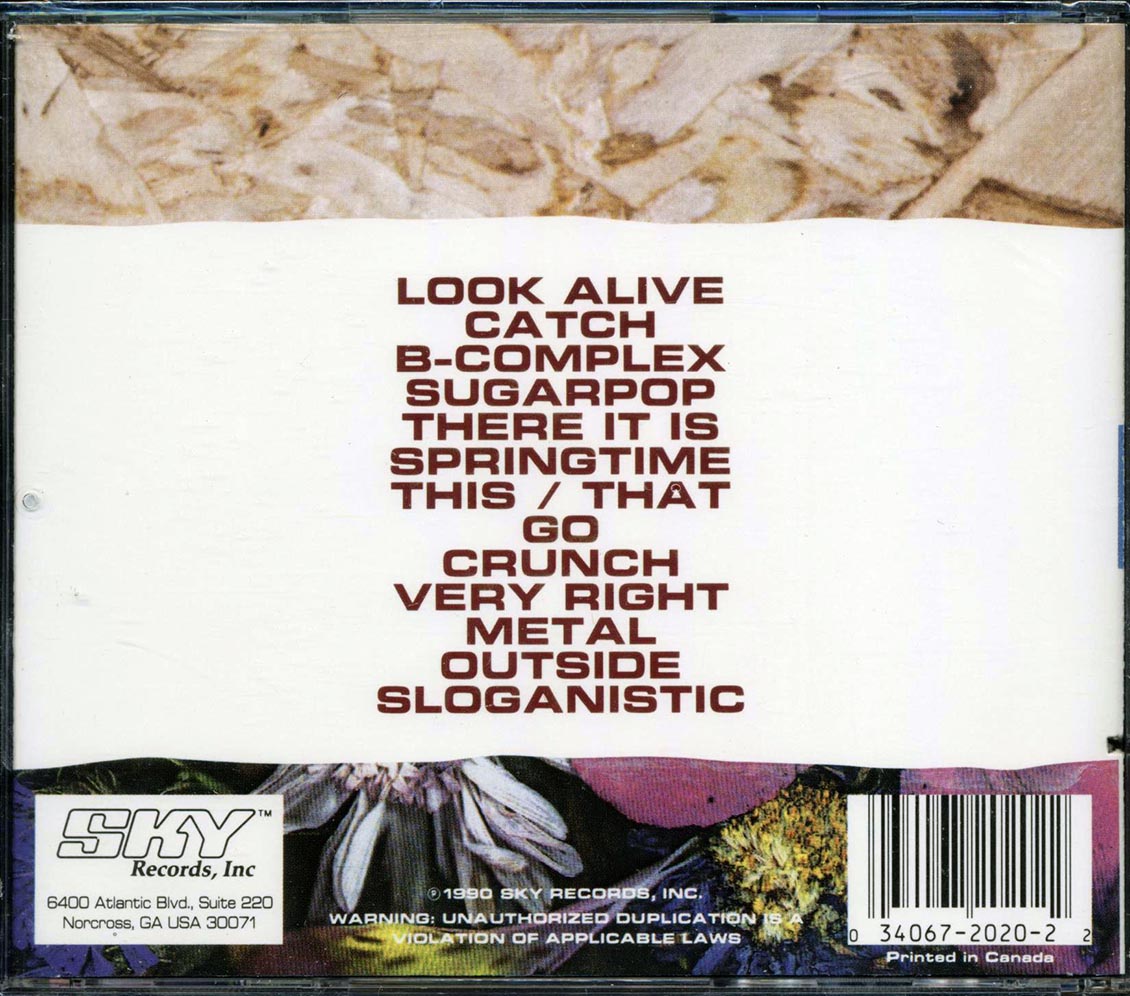 LOOK ALIVE
CATCH
B-COMPLEX
SUGARPOP
THERE IT IS
SPRINGTIME
THIS / THAT
GO
CRUNCH
VERY RIGHT
METAL
OUTSIDE
SLOGANISTIC
SKY™
Records, Inc
6400 Atlantic Blvd., Suite 220
Norcross, GA USA 30071
℗1990 SKY RECORDS, INC.
WARNING: UNAUTHORIZED DUPLICATION IS A
VIOLATION OF APPLICABLE LAWS
0 34067-2020-2 2
Printed in Canada